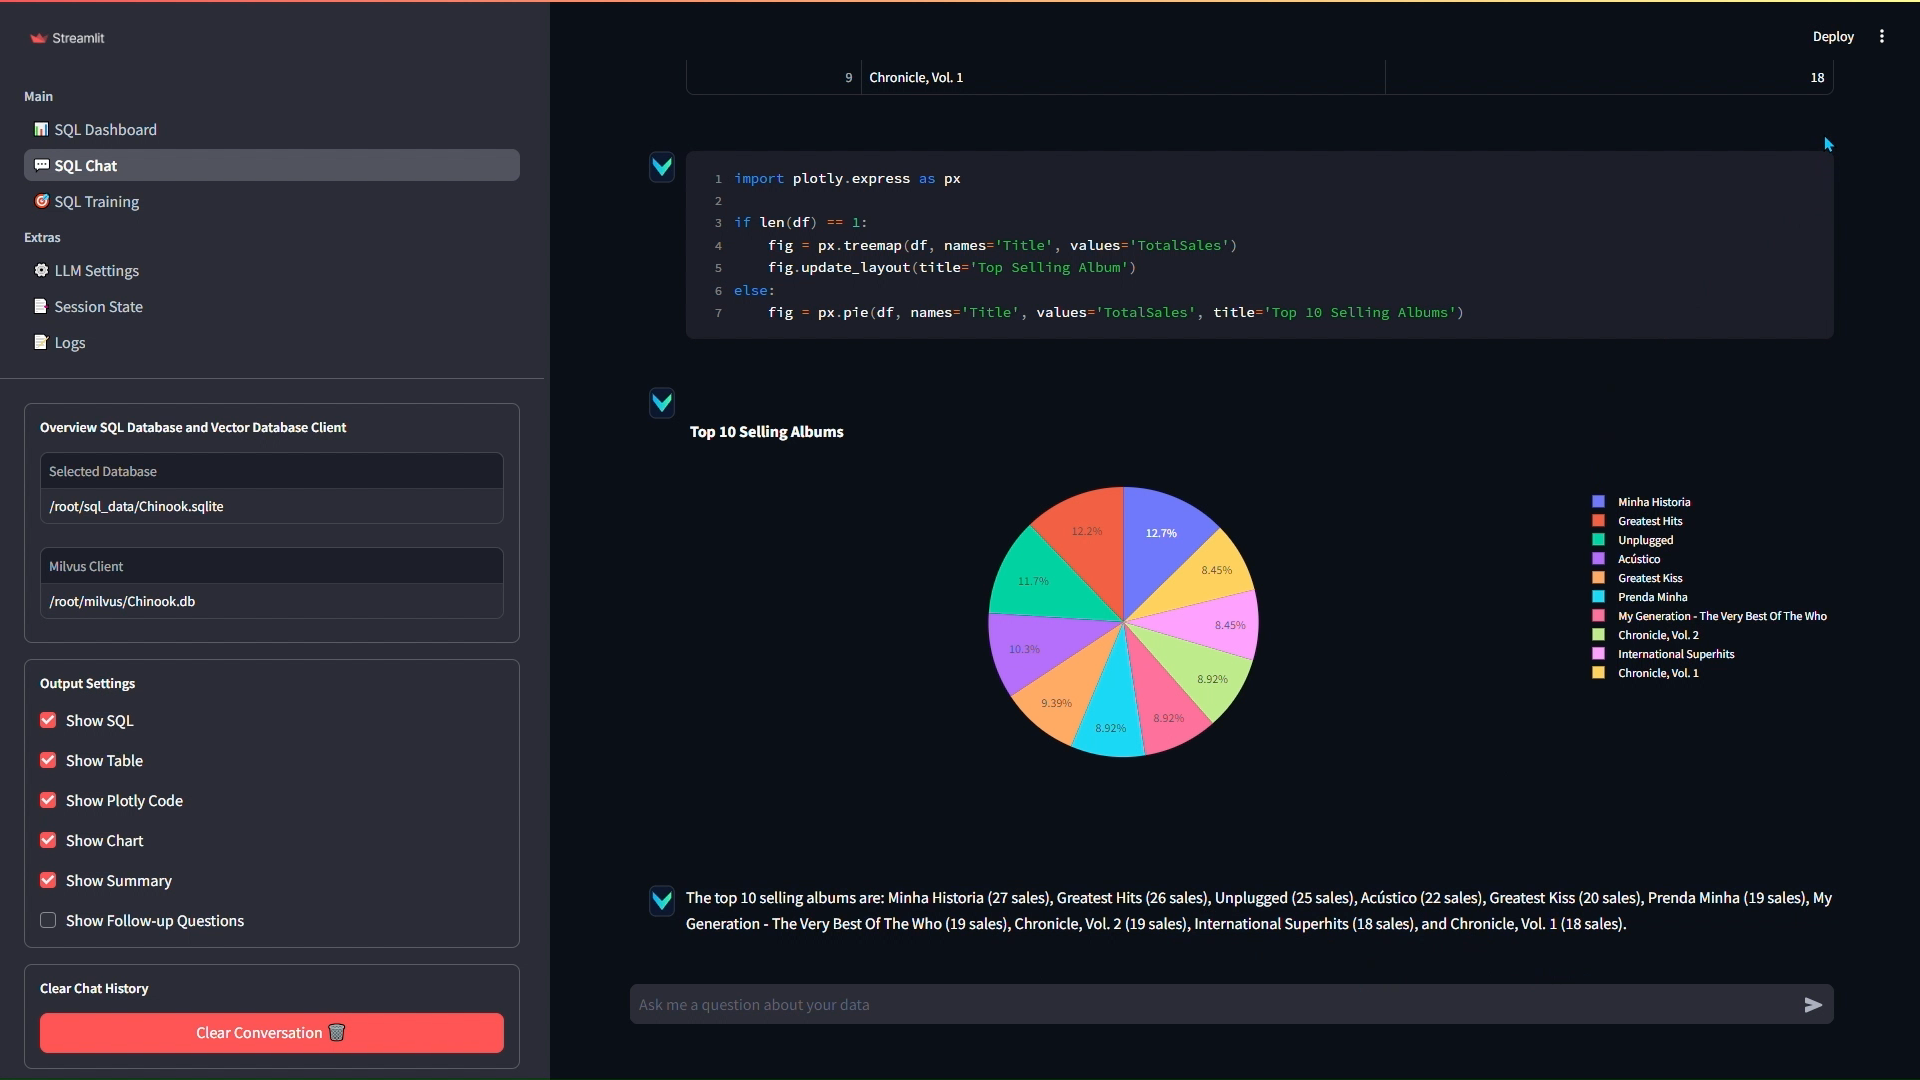 Streamlit
Deploy
Main
SQL Dashboard
SQL Chat
SQL Training
Extras
LLM Settings
Session State
Logs
Overview SQL Database and Vector Database Client
Selected Database
/root/sql_data/Chinook.sqlite
Milvus Client
/root/milvus/Chinook.db
Output Settings
Show SQL
Show Table
Show Plotly Code
Show Chart
Show Summary
Show Follow-up Questions
Clear Chat History
Clear Conversation
9 Chronicle, Vol. 1 18
1 import plotly.express as px
2
3 if len(df) == 1:
4     fig = px.treemap(df, names='Title', values='TotalSales')
5     fig.update_layout(title='Top Selling Album')
6 else:
7     fig = px.pie(df, names='Title', values='TotalSales', title='Top 10 Selling Albums')
Top 10 Selling Albums
12.7%
8.45%
8.45%
8.92%
8.92%
8.92%
9.39%
10.3%
11.7%
12.2%
Minha Historia
Greatest Hits
Unplugged
Acústico
Greatest Kiss
Prenda Minha
My Generation - The Very Best Of The Who
Chronicle, Vol. 2
International Superhits
Chronicle, Vol. 1
The top 10 selling albums are: Minha Historia (27 sales), Greatest Hits (26 sales), Unplugged (25 sales), Acústico (22 sales), Greatest Kiss (20 sales), Prenda Minha (19 sales), My
Generation - The Very Best Of The Who (19 sales), Chronicle, Vol. 2 (19 sales), International Superhits (18 sales), and Chronicle, Vol. 1 (18 sales).
Ask me a question about your data